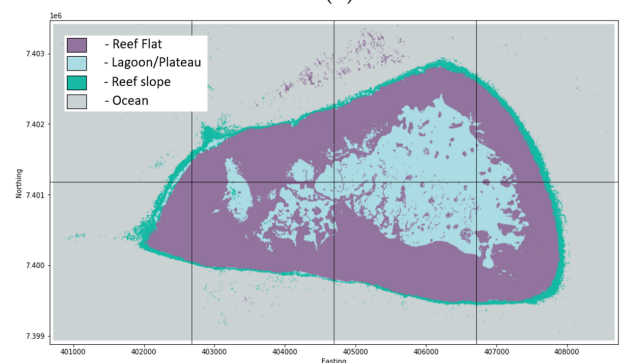 1e6
- Reef Flat
- Lagoon/Plateau
- Reef slope
- Ocean
7.403
7.402
7.401
7.400
7.399
Northing
401000 402000 403000 404000 405000 406000 407000 408000
Easting